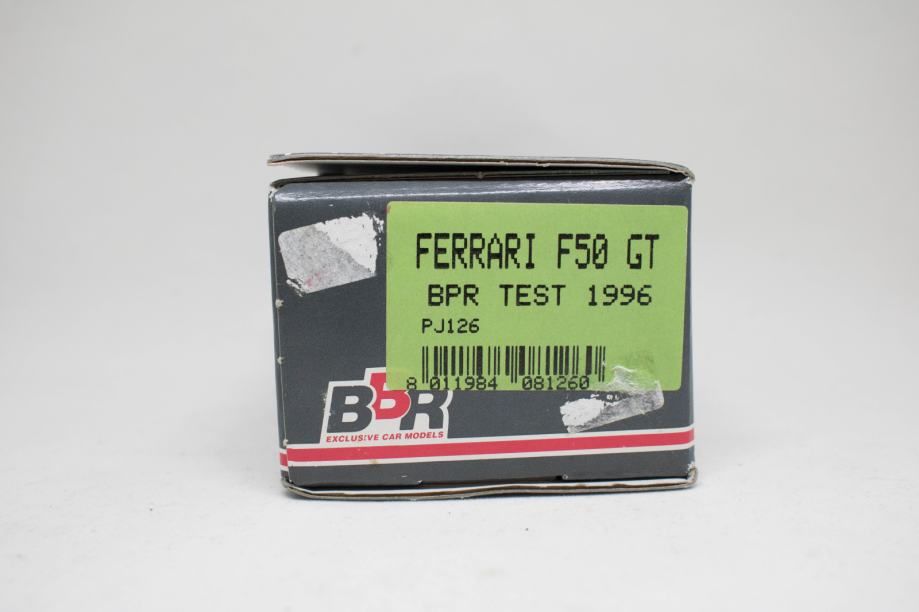 FERRARI F50 GT
BPR TEST 1996
PJ126
8 011984 081260
BBR
EXCLUSIVE CAR MODELS